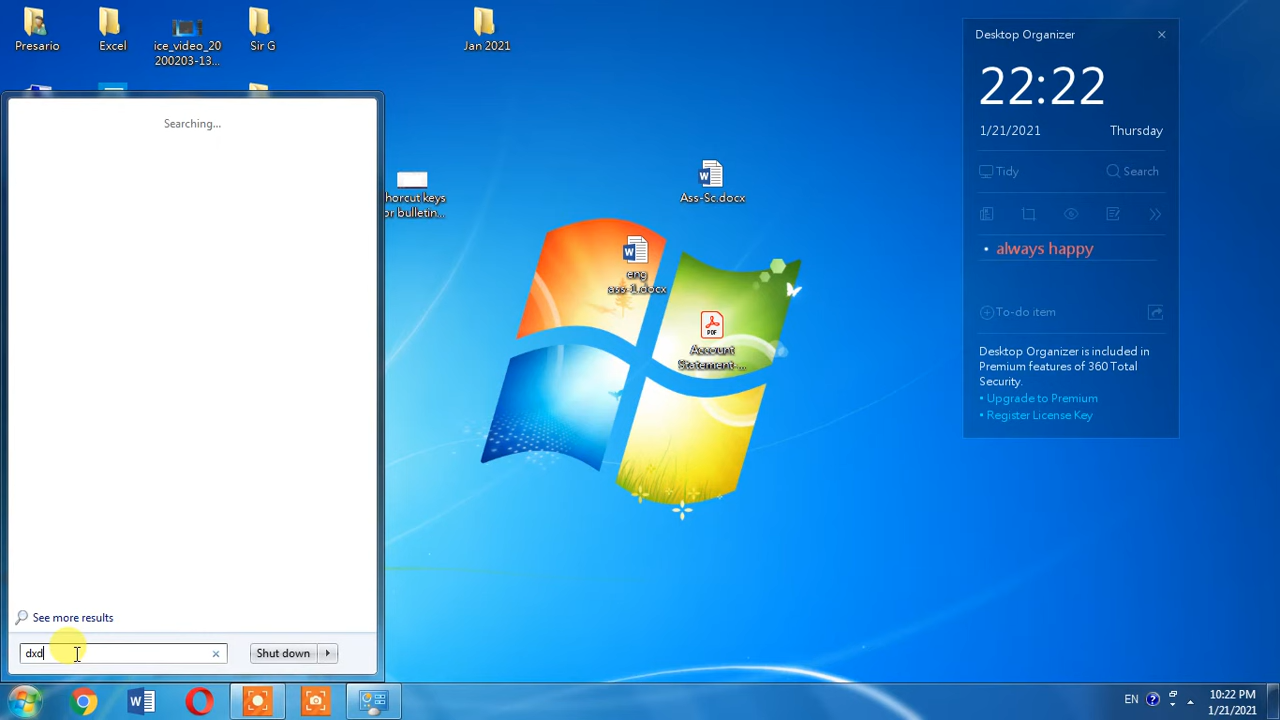 Presario
Excel
ice_video_20
200203-13...
Sir G
Jan 2021
Searching...
horcut keys
or bulletin...
Ass-Sc.docx
eng
ass-1.docx
PDF
Account
Statement-...
Desktop Organizer
22:22
1/21/2021 Thursday
Tidy Search
• always happy
To-do item
Desktop Organizer is included in
Premium features of 360 Total
Security.
• Upgrade to Premium
• Register License Key
See more results
dxd
Shut down
EN
10:22 PM
1/21/2021